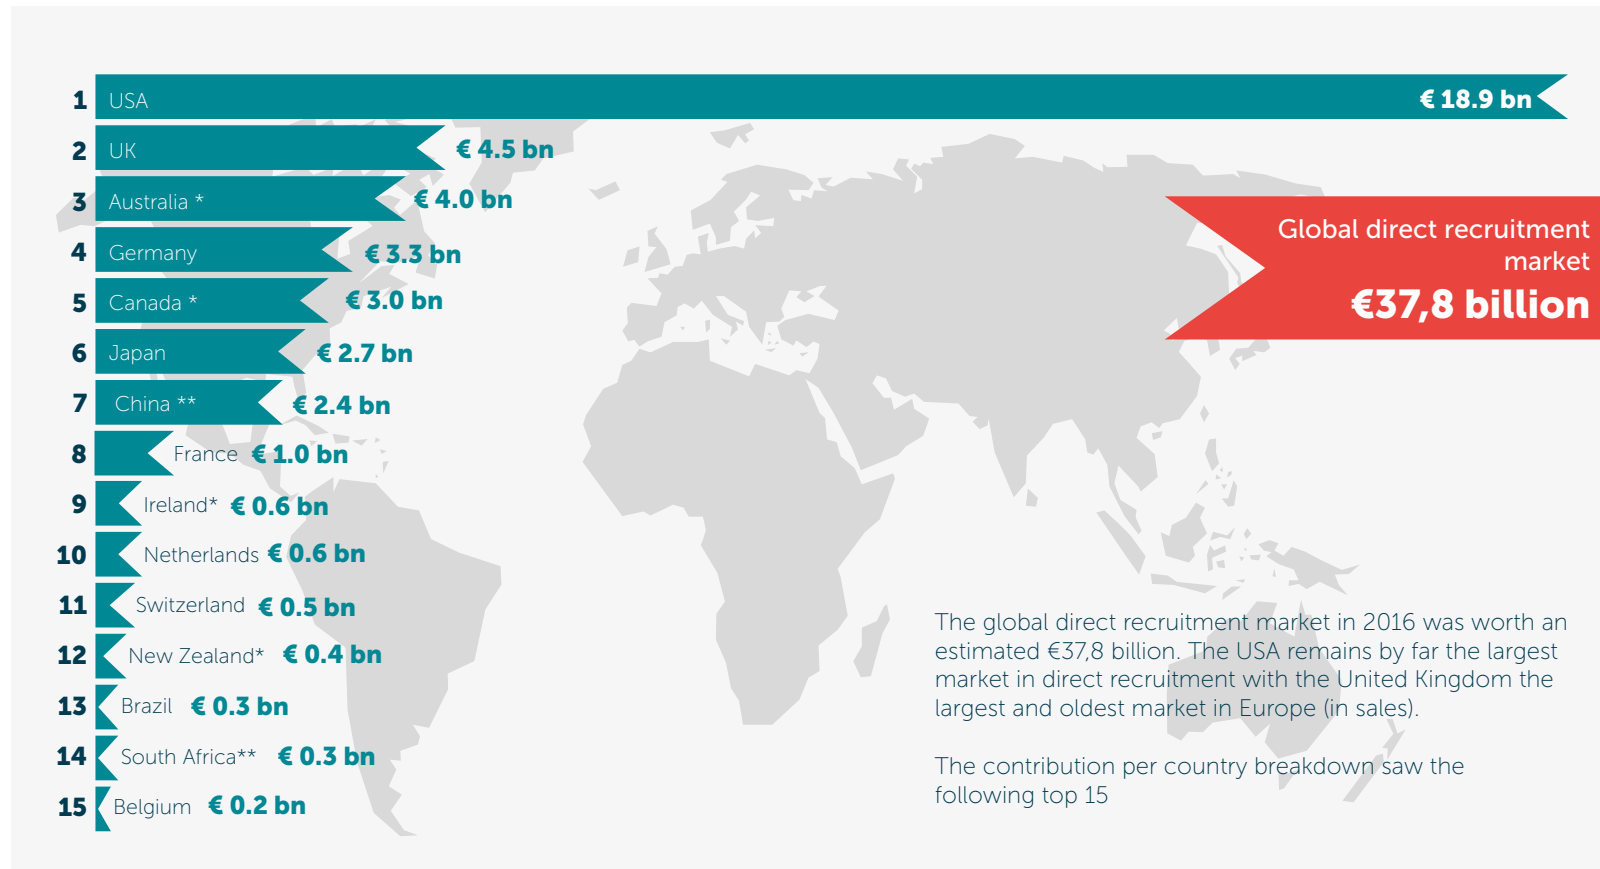 1 USA € 18.9 bn
2 UK € 4.5 bn
3 Australia * € 4.0 bn
4 Germany € 3.3 bn
5 Canada * € 3.0 bn
6 Japan € 2.7 bn
7 China ** € 2.4 bn
8 France € 1.0 bn
9 Ireland* € 0.6 bn
10 Netherlands € 0.6 bn
11 Switzerland € 0.5 bn
12 New Zealand* € 0.4 bn
13 Brazil € 0.3 bn
14 South Africa** € 0.3 bn
15 Belgium € 0.2 bn
Global direct recruitment
market
€37,8 billion
The global direct recruitment market in 2016 was worth an
estimated €37,8 billion. The USA remains by far the largest
market in direct recruitment with the United Kingdom the
largest and oldest market in Europe (in sales).
The contribution per country breakdown saw the
following top 15